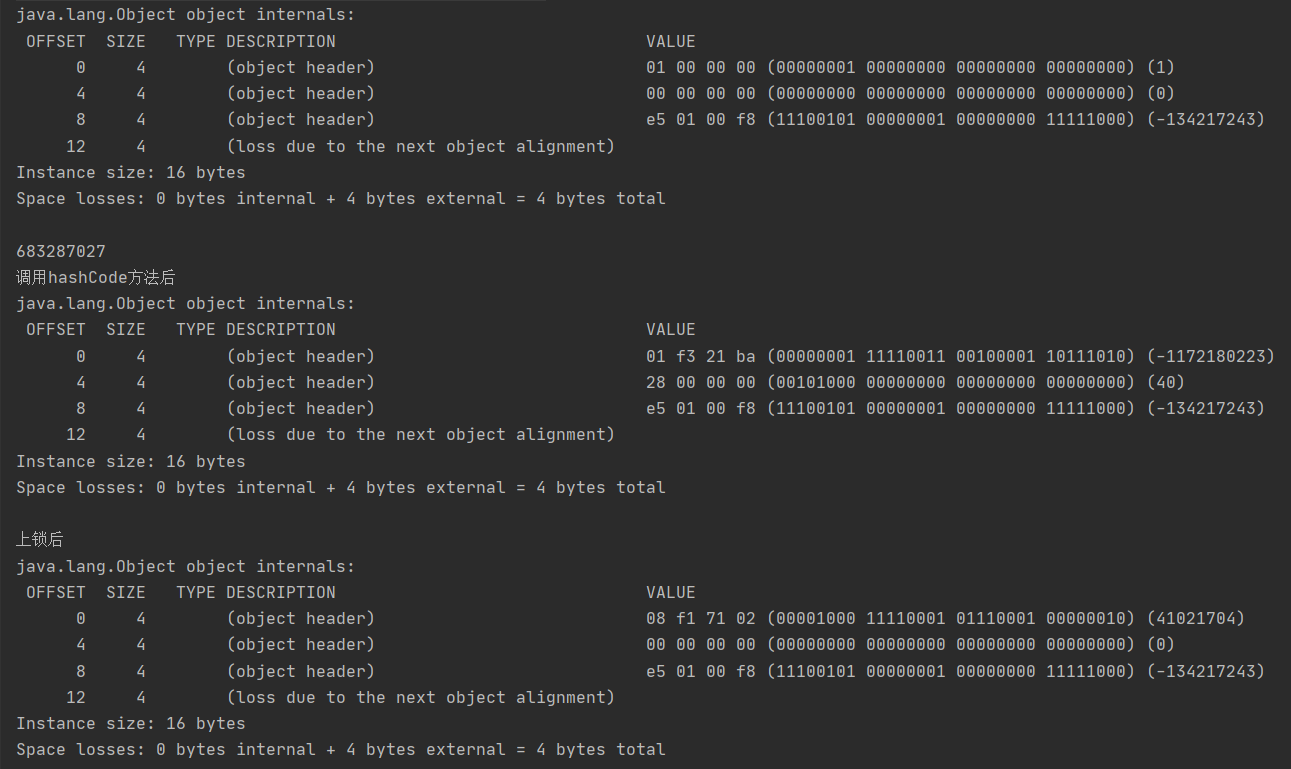 java.lang.Object object internals:
 OFFSET  SIZE   TYPE DESCRIPTION                               VALUE
      0     4        (object header)                           01 00 00 00 (00000001 00000000 00000000 00000000) (1)
      4     4        (object header)                           00 00 00 00 (00000000 00000000 00000000 00000000) (0)
      8     4        (object header)                           e5 01 00 f8 (11100101 00000001 00000000 11111000) (-134217243)
     12     4        (loss due to the next object alignment)
Instance size: 16 bytes
Space losses: 0 bytes internal + 4 bytes external = 4 bytes total

683287027
调用hashCode方法后
java.lang.Object object internals:
 OFFSET  SIZE   TYPE DESCRIPTION                               VALUE
      0     4        (object header)                           01 f3 21 ba (00000001 11110011 00100001 10111010) (-1172180223)
      4     4        (object header)                           28 00 00 00 (00101000 00000000 00000000 00000000) (40)
      8     4        (object header)                           e5 01 00 f8 (11100101 00000001 00000000 11111000) (-134217243)
     12     4        (loss due to the next object alignment)
Instance size: 16 bytes
Space losses: 0 bytes internal + 4 bytes external = 4 bytes total

上锁后
java.lang.Object object internals:
 OFFSET  SIZE   TYPE DESCRIPTION                               VALUE
      0     4        (object header)                           08 f1 71 02 (00001000 11110001 01110001 00000010) (41021704)
      4     4        (object header)                           00 00 00 00 (00000000 00000000 00000000 00000000) (0)
      8     4        (object header)                           e5 01 00 f8 (11100101 00000001 00000000 11111000) (-134217243)
     12     4        (loss due to the next object alignment)
Instance size: 16 bytes
Space losses: 0 bytes internal + 4 bytes external = 4 bytes total